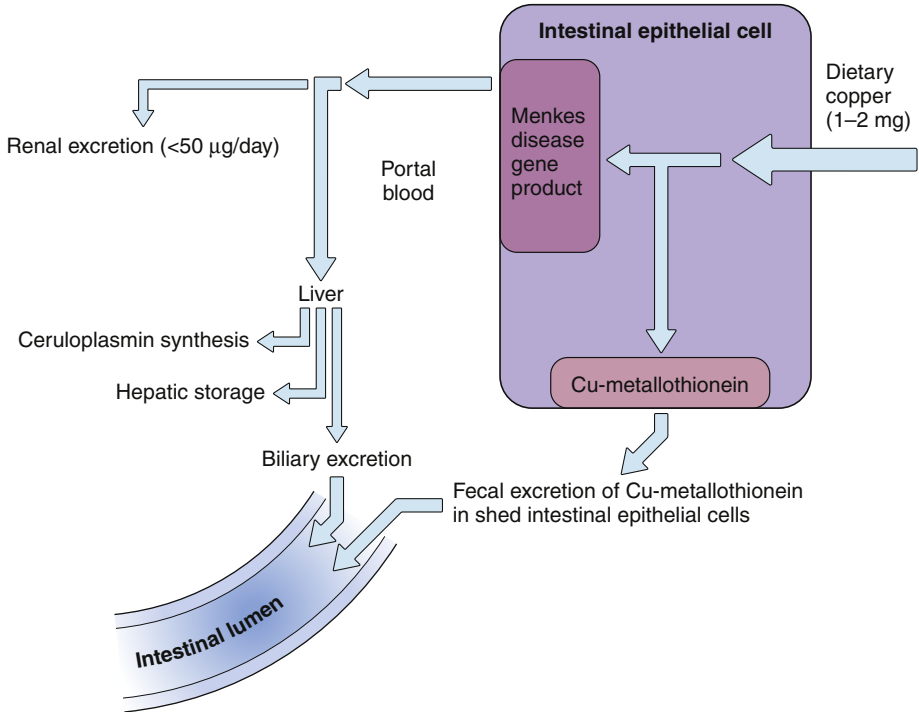 Intestinal epithelial cell
Dietary
copper
(1–2 mg)
Menkes
disease
gene
product
Renal excretion (<50 μg/day)
Portal
blood
Liver
Ceruloplasmin synthesis
Hepatic storage
Cu-metallothionein
Biliary excretion
Fecal excretion of Cu-metallothionein
in shed intestinal epithelial cells
Intestinal lumen